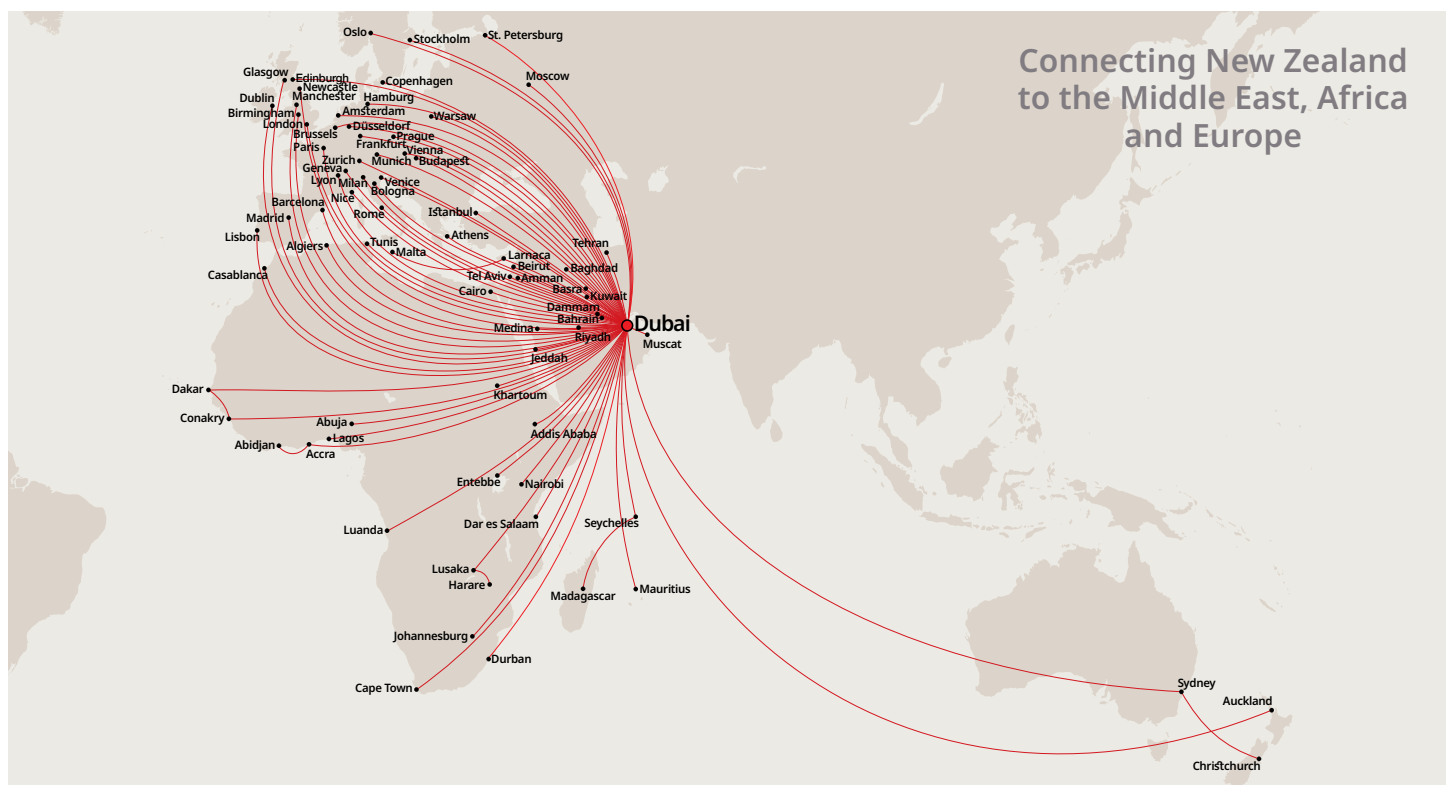 Connecting New Zealand
to the Middle East, Africa
and Europe
Oslo
Stockholm
St. Petersburg
Glasgow
Edinburgh
Copenhagen
Moscow
Newcastle
Dublin
Manchester
Hamburg
Birmingham
Amsterdam
Warsaw
London
Düsseldorf
Brussels
Prague
Paris
Frankfurt
Vienna
Zurich
Munich
Budapest
Geneva
Lyon
Milan
Venice
Nice
Bologna
Barcelona
Rome
Istanbul
Madrid
Lisbon
Athens
Algiers
Tunis
Tehran
Malta
Larnaca
Casablanca
Beirut
Baghdad
Tel Aviv
Amman
Cairo
Basra
Kuwait
Dammam
Bahrain
Dubai
Medina
Riyadh
Muscat
Jeddah
Dakar
Khartoum
Conakry
Abuja
Lagos
Addis Ababa
Abidjan
Accra
Entebbe
Nairobi
Luanda
Dar es Salaam
Seychelles
Lusaka
Harare
Madagascar
Mauritius
Johannesburg
Durban
Cape Town
Sydney
Auckland
Christchurch